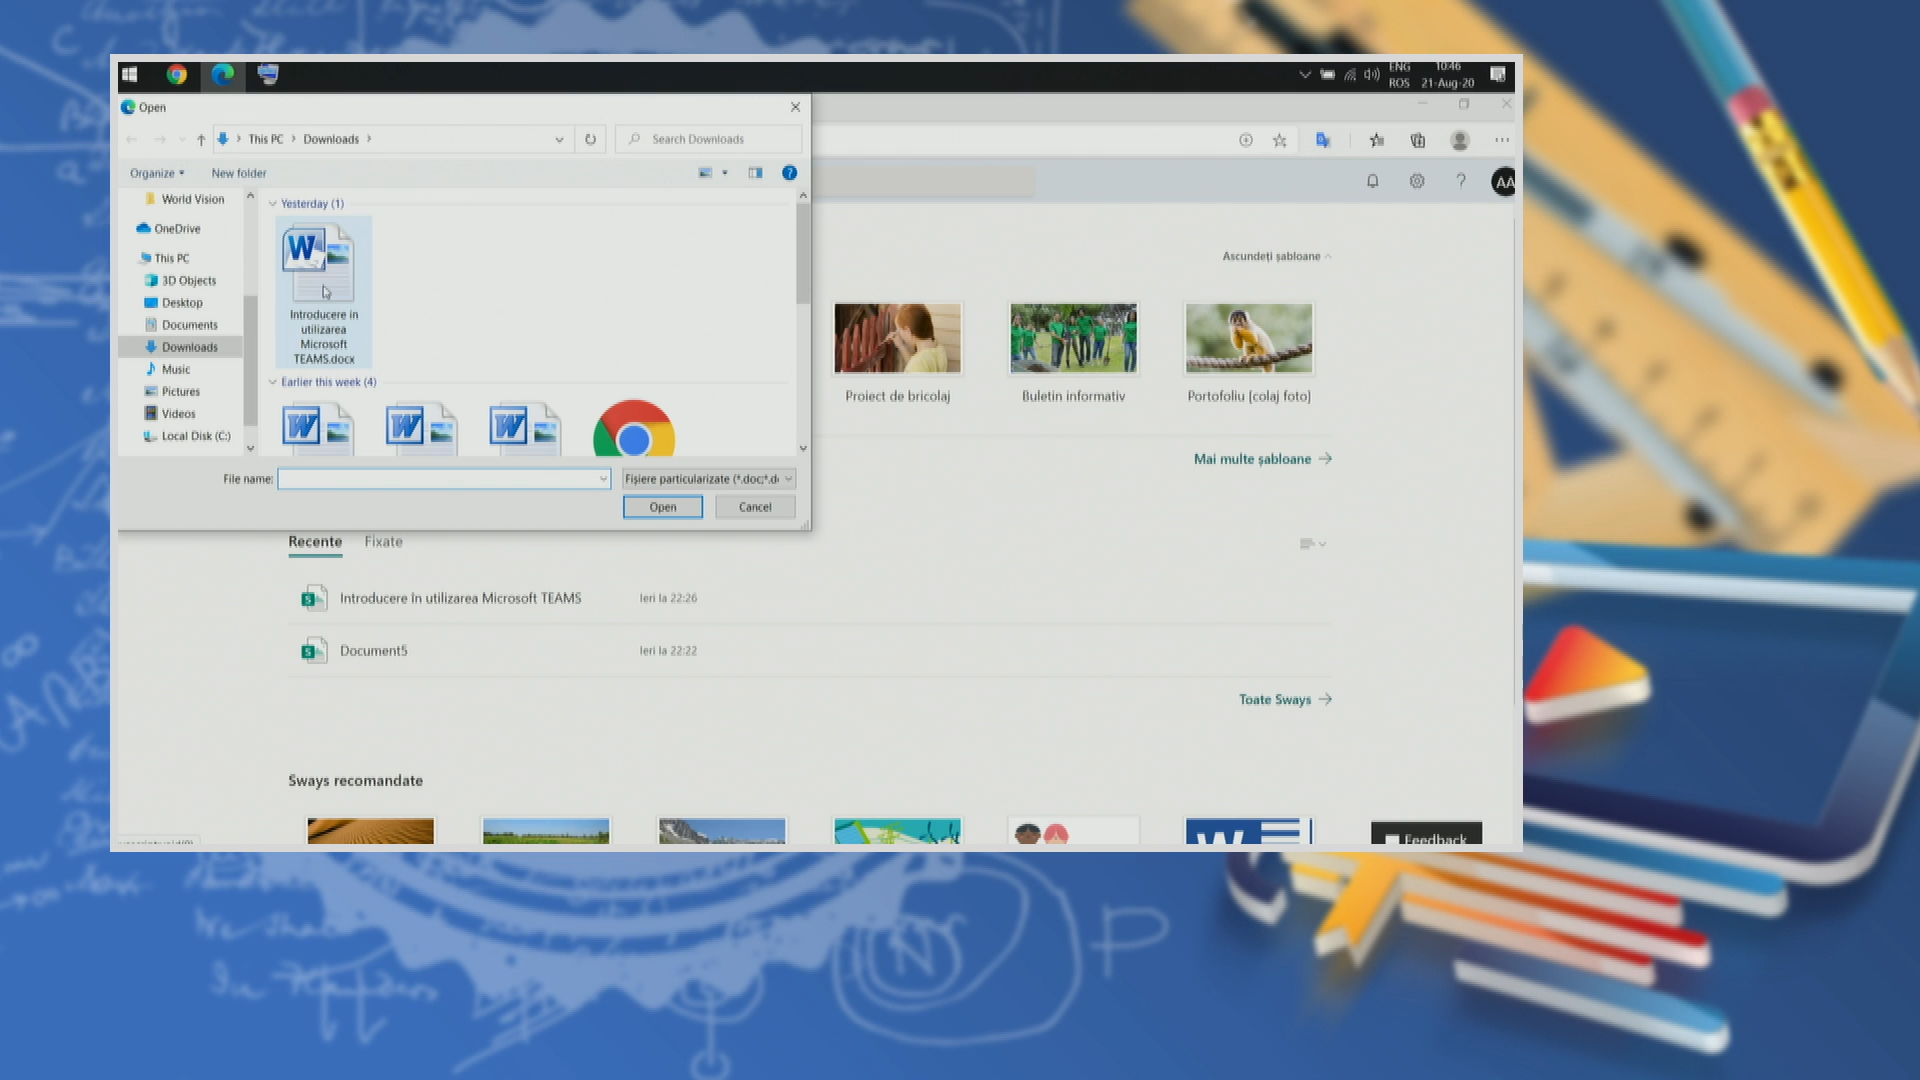 ENG
10:46
ROS
21-Aug-20
Open
This PC
Downloads
Search Downloads
Organize
New folder
World Vision
OneDrive
This PC
3D Objects
Desktop
Documents
Downloads
Music
Pictures
Videos
Local Disk (C:)
Yesterday (1)
Introducere in
utilizarea
Microsoft
TEAMS.docx
Earlier this week (4)
File name:
Fișiere particularizate (*.doc;*.d
Open
Cancel
AA
Ascundeți șabloane
Proiect de bricolaj
Buletin informativ
Portofoliu (colaj foto)
Mai multe șabloane
Recente
Fixate
Introducere în utilizarea Microsoft TEAMS
Ieri la 22:26
Document5
Ieri la 22:22
Toate Sways
Sways recomandate
Feedback